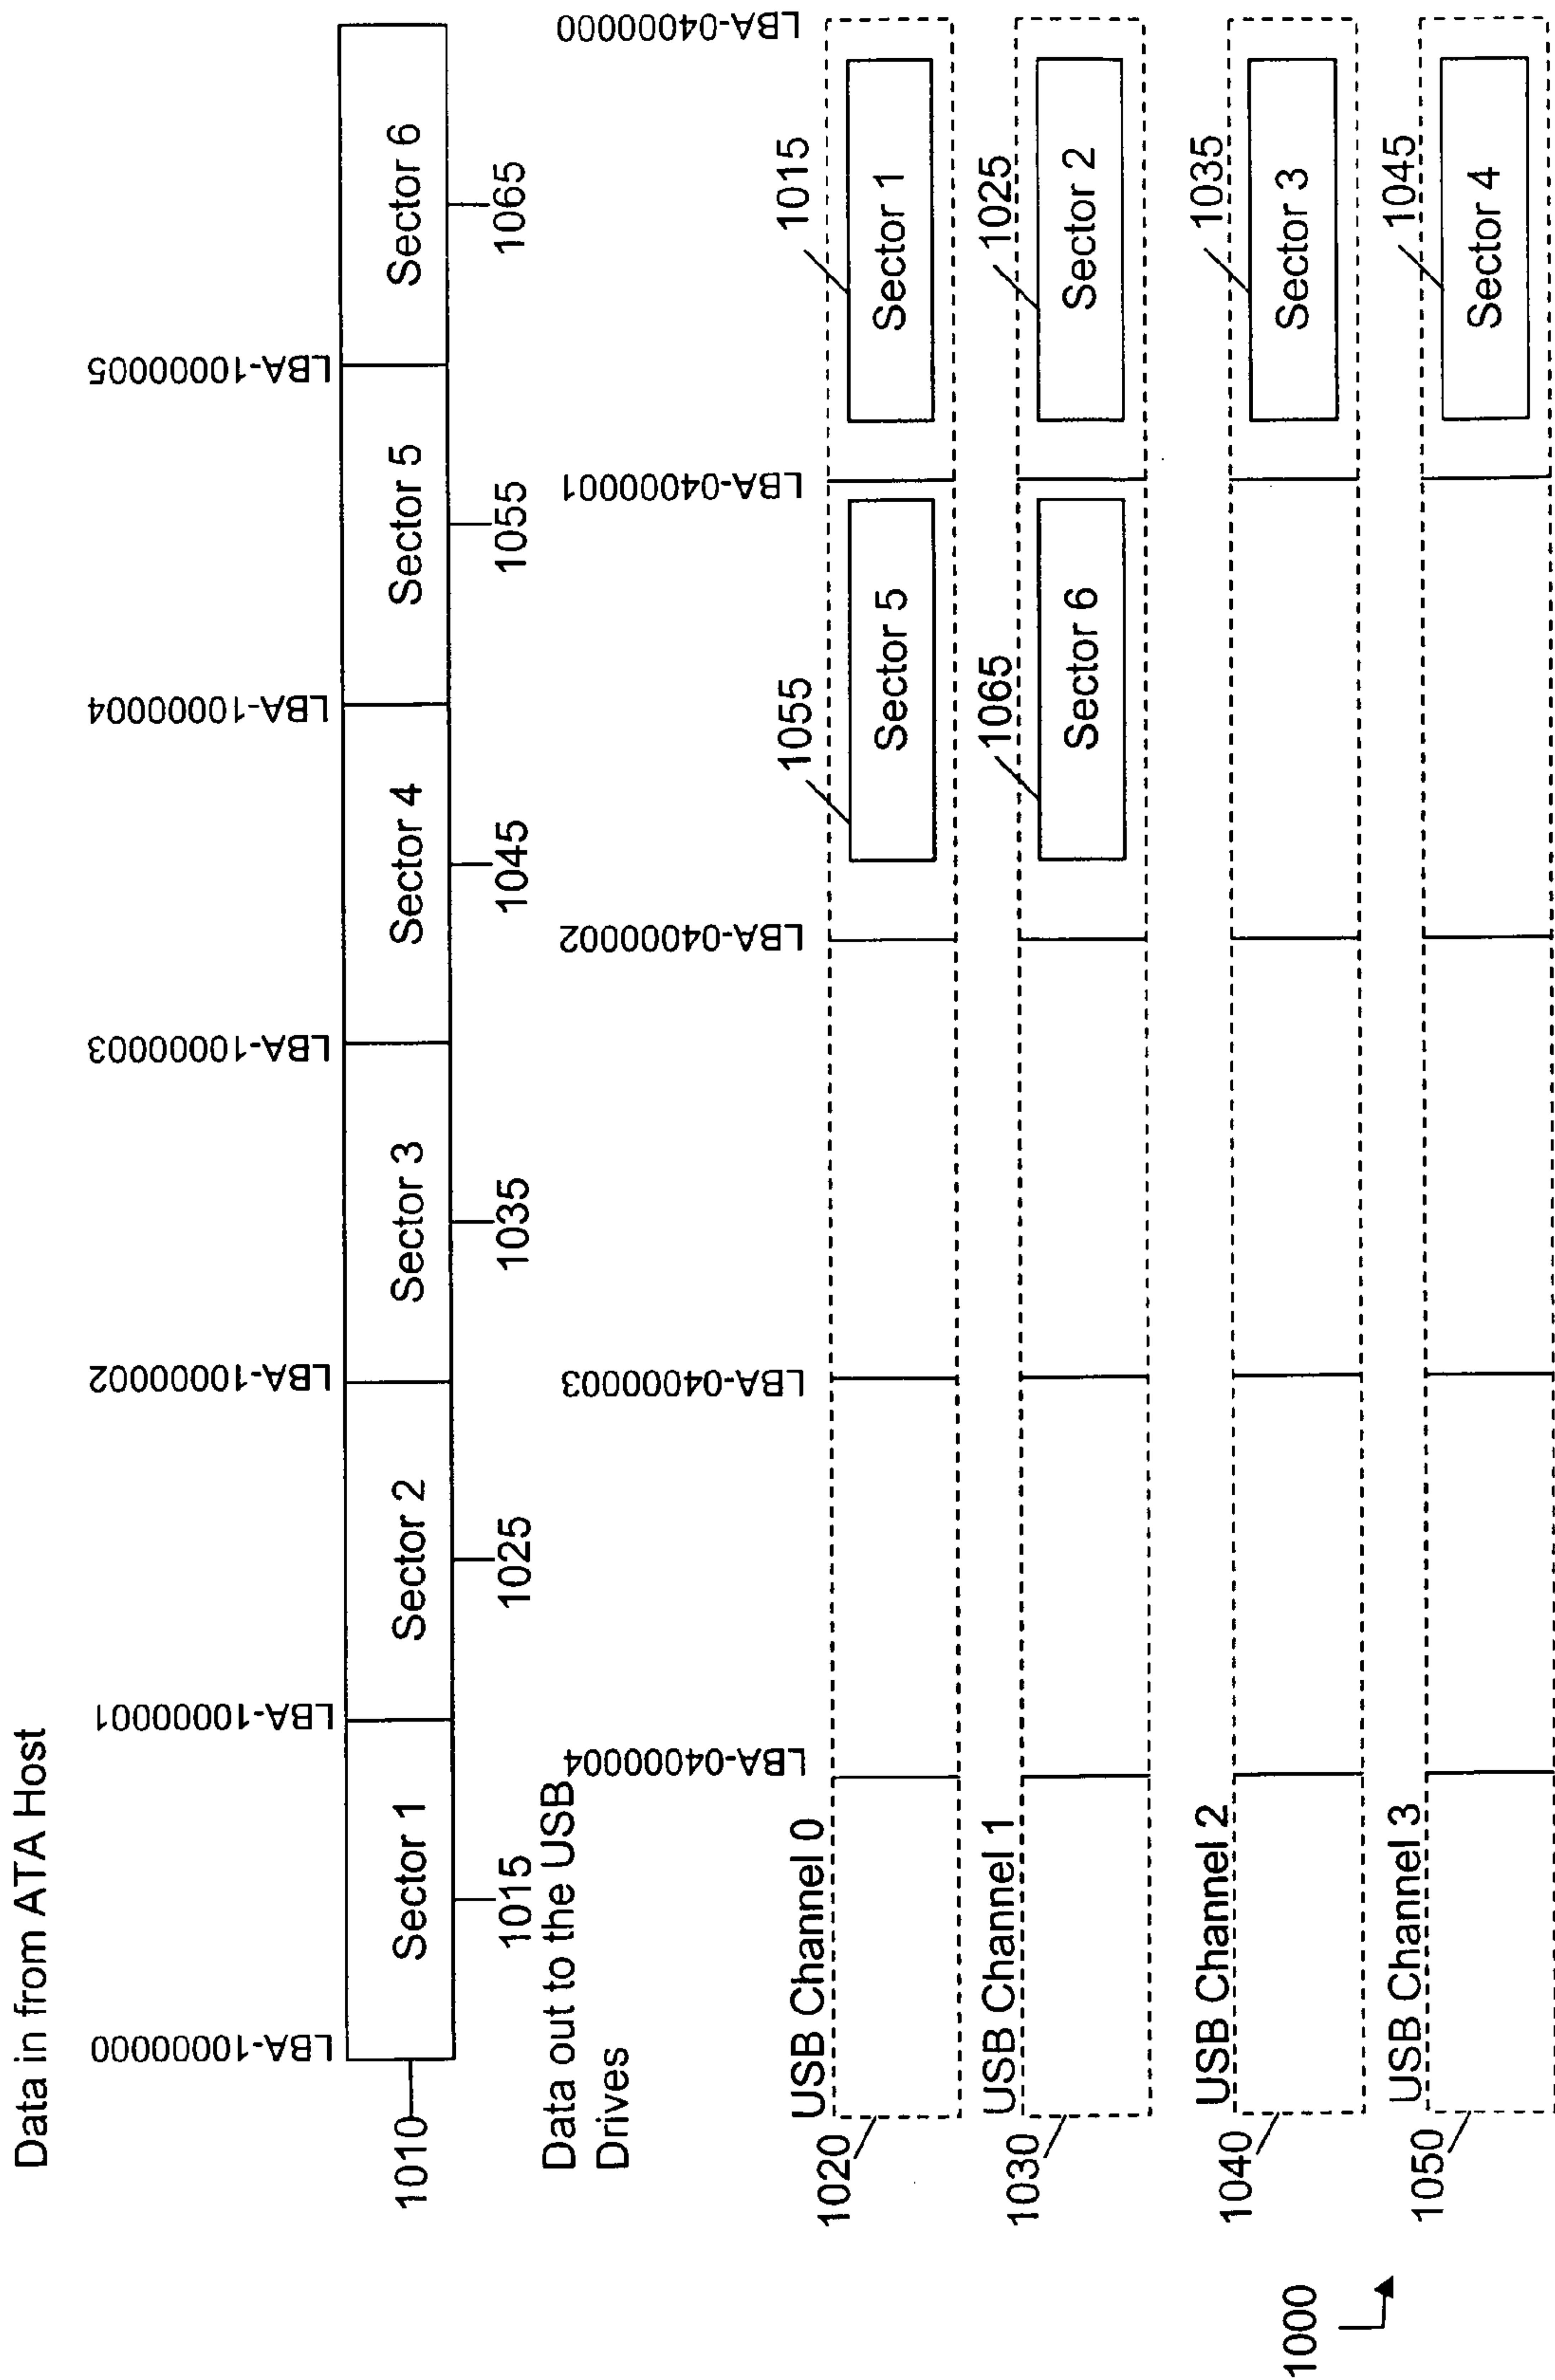 Data in from ATA Host
LBA-10000000
LBA-10000001
LBA-10000002
LBA-10000003
LBA-10000004
LBA-10000005
1010
Sector 1
Sector 2
Sector 3
Sector 4
Sector 5
Sector 6
1015
1025
1035
1045
1055
1065
Data out to the USB
Drives
LBA-04000004
LBA-04000003
LBA-04000002
LBA-04000001
LBA-04000000
USB Channel 0
1020
1055
Sector 5
1015
Sector 1
USB Channel 1
1030
1065
Sector 6
1025
Sector 2
USB Channel 2
1040
1035
Sector 3
USB Channel 3
1050
1045
Sector 4
1000